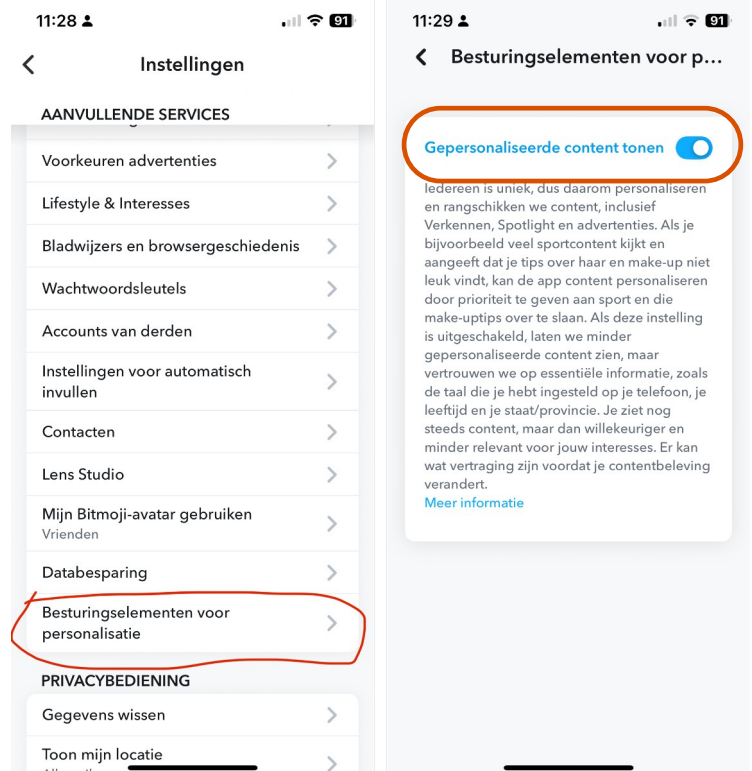 11:28
91
Instellingen
AANVULLENDE SERVICES
Voorkeuren advertenties
Lifestyle & Interesses
Bladwijzers en browsergeschiedenis
Wachtwoordsleutels
Accounts van derden
Instellingen voor automatisch
invullen
Contacten
Lens Studio
Mijn Bitmoji-avatar gebruiken
Vrienden
Databesparing
Besturingselementen voor
personalisatie
PRIVACYBEDIENING
Gegevens wissen
Toon mijn locatie
11:29
91
Besturingselementen voor p...
Gepersonaliseerde content tonen
Iedereen is uniek, dus daarom personaliseren
en rangschikken we content, inclusief
Verkennen, Spotlight en advertenties. Als je
bijvoorbeeld veel sportcontent kijkt en
aangeeft dat je tips over haar en make-up niet
leuk vindt, kan de app content personaliseren
door prioriteit te geven aan sport en die
make-uptips over te slaan. Als deze instelling
is uitgeschakeld, laten we minder
gepersonaliseerde content zien, maar
vertrouwen we op essentiële informatie, zoals
de taal die je hebt ingesteld op je telefoon, je
leeftijd en je staat/provincie. Je ziet nog
steeds content, maar dan willekeuriger en
minder relevant voor jouw interesses. Er kan
wat vertraging zijn voordat je contentbeleving
verandert.
Meer informatie